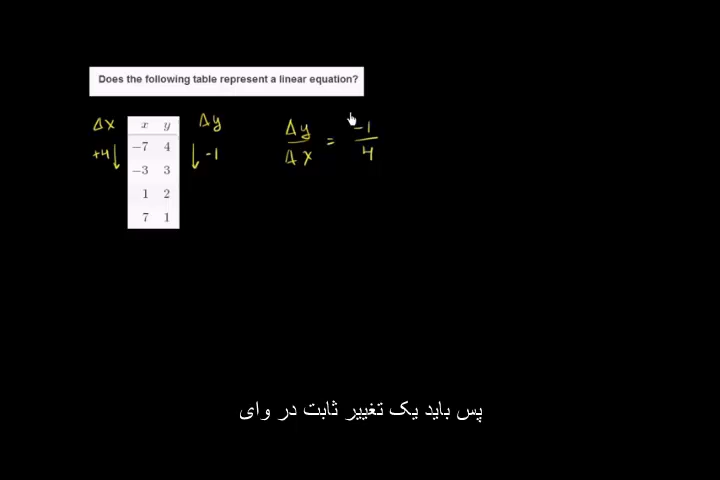 Does the following table represent a linear equation?
Δx x y Δy
+4 −7 4 -1
−3 3
1 2
7 1
Δy/Δx = -1/4
پس باید یک تغییر ثابت در وای